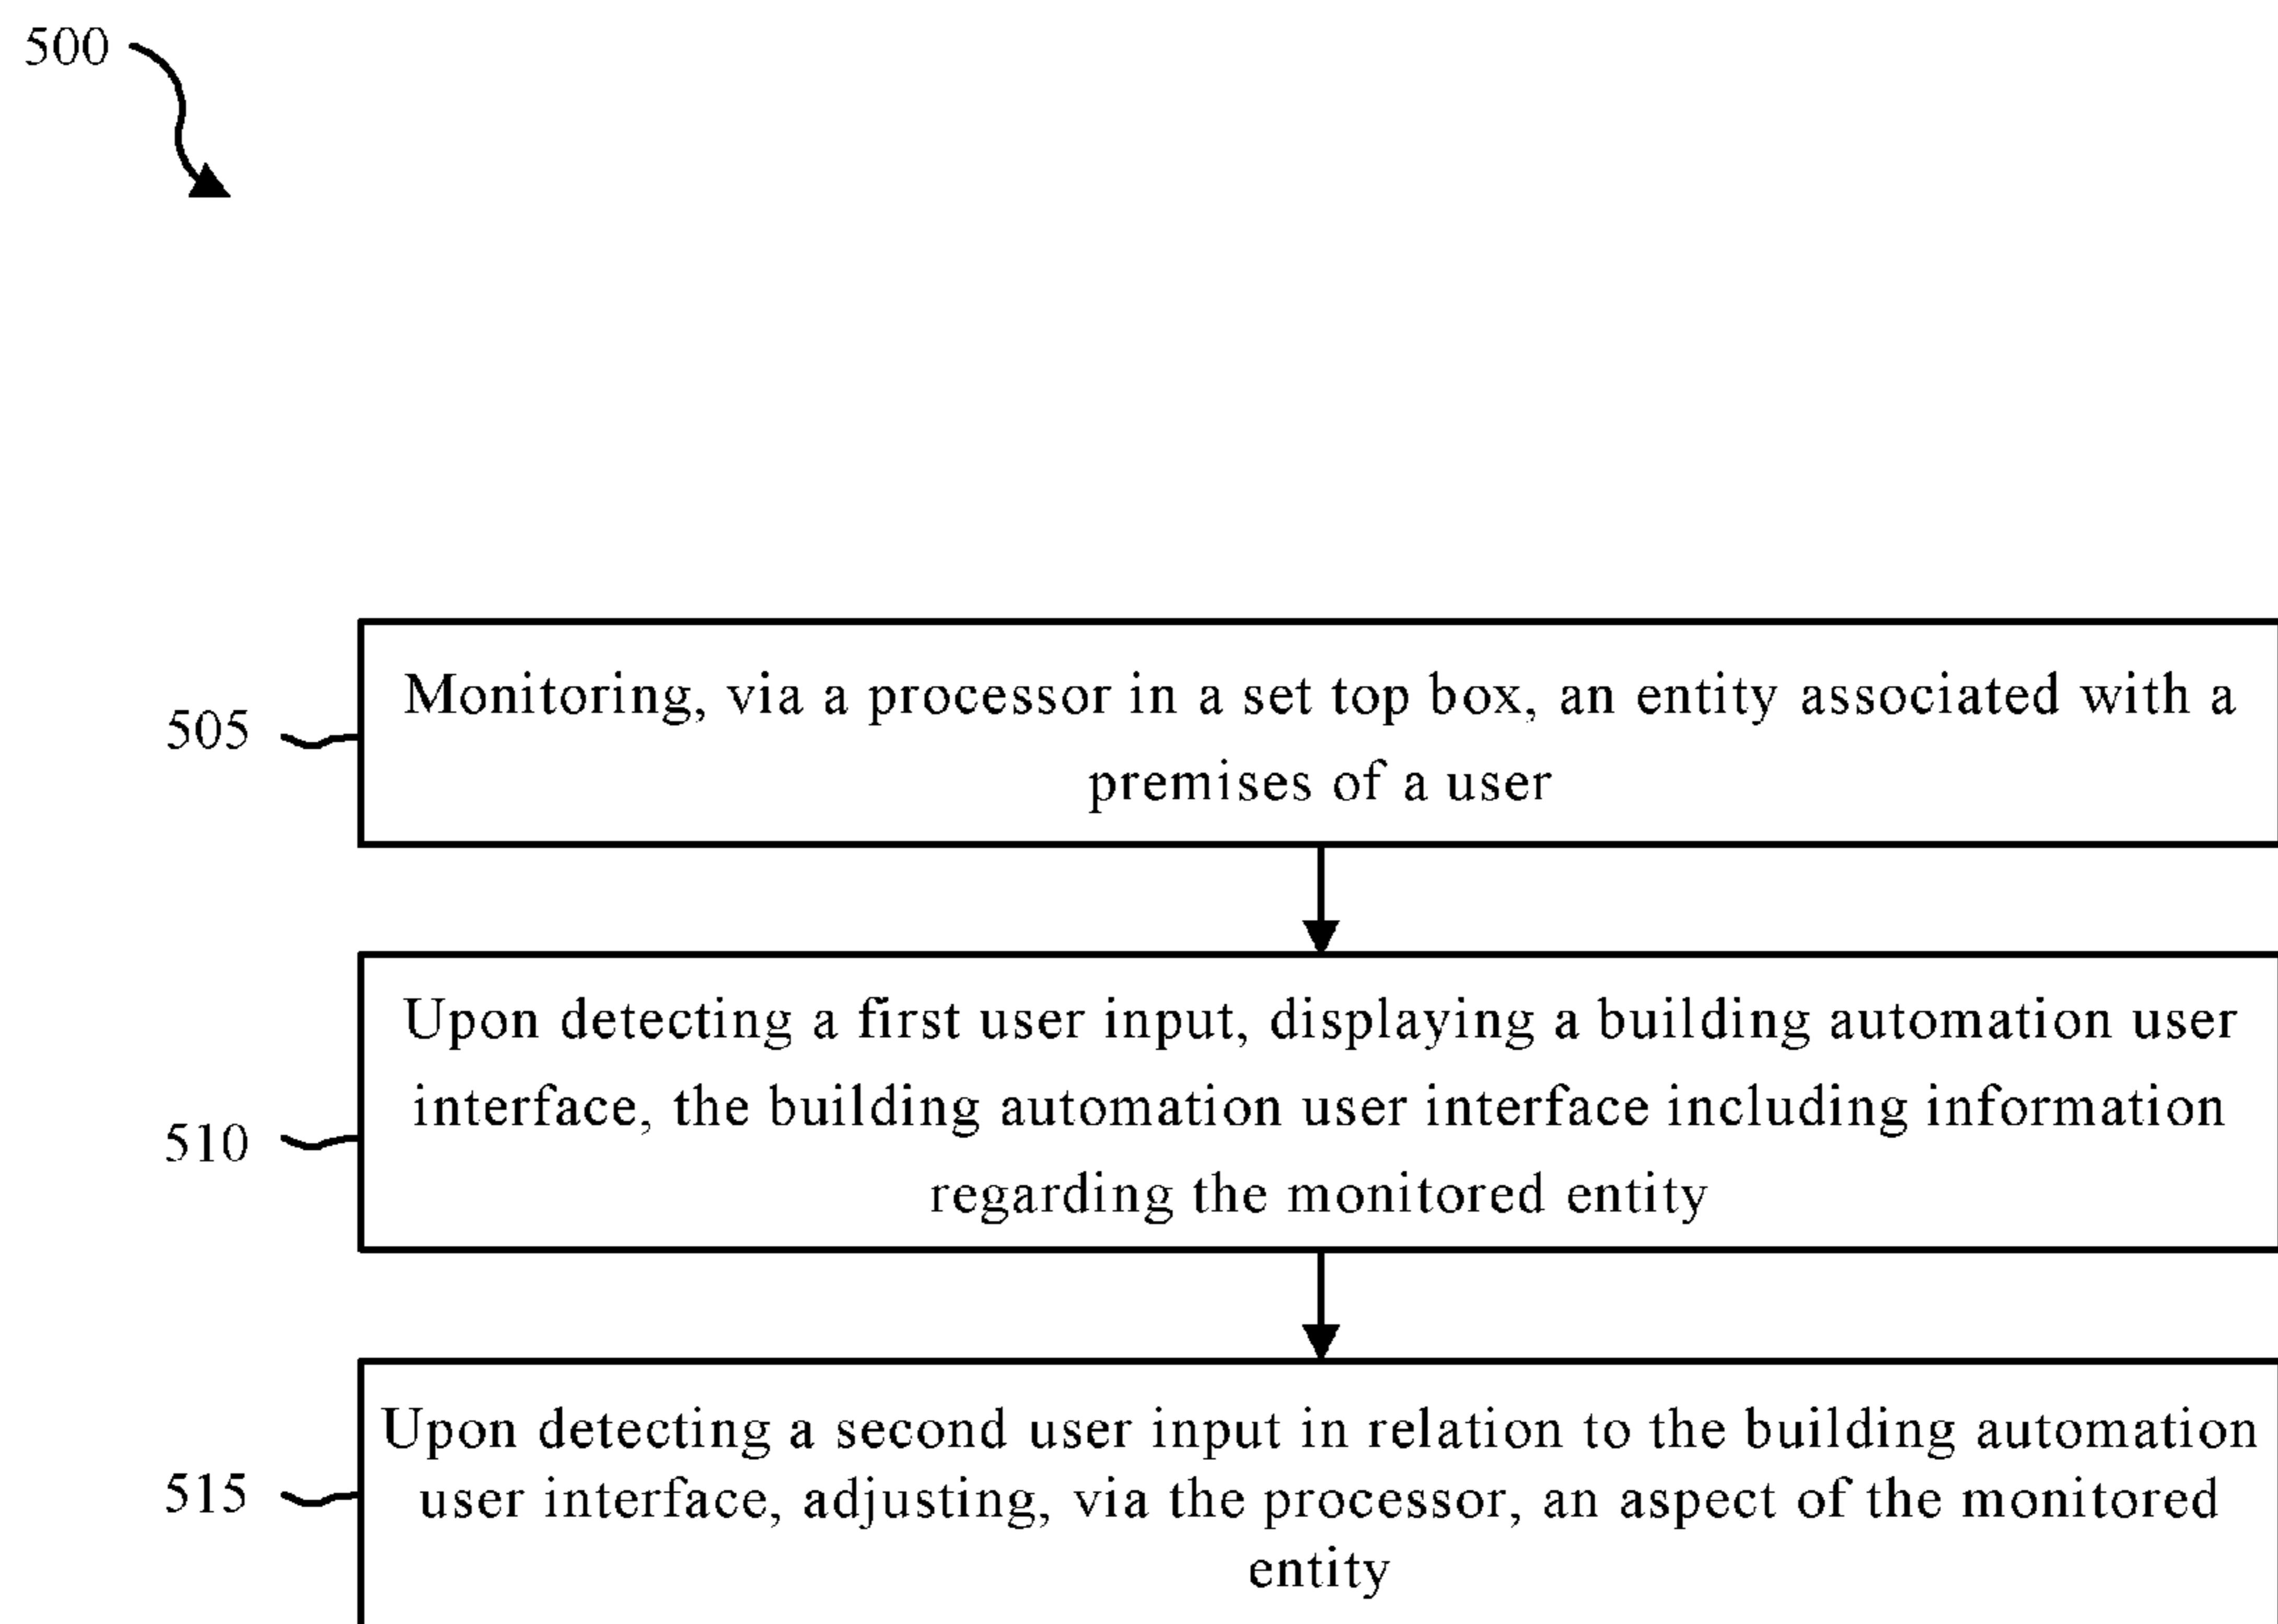 500
505
Monitoring, via a processor in a set top box, an entity associated with a
premises of a user
510
Upon detecting a first user input, displaying a building automation user
interface, the building automation user interface including information
regarding the monitored entity
515
Upon detecting a second user input in relation to the building automation
user interface, adjusting, via the processor, an aspect of the monitored
entity